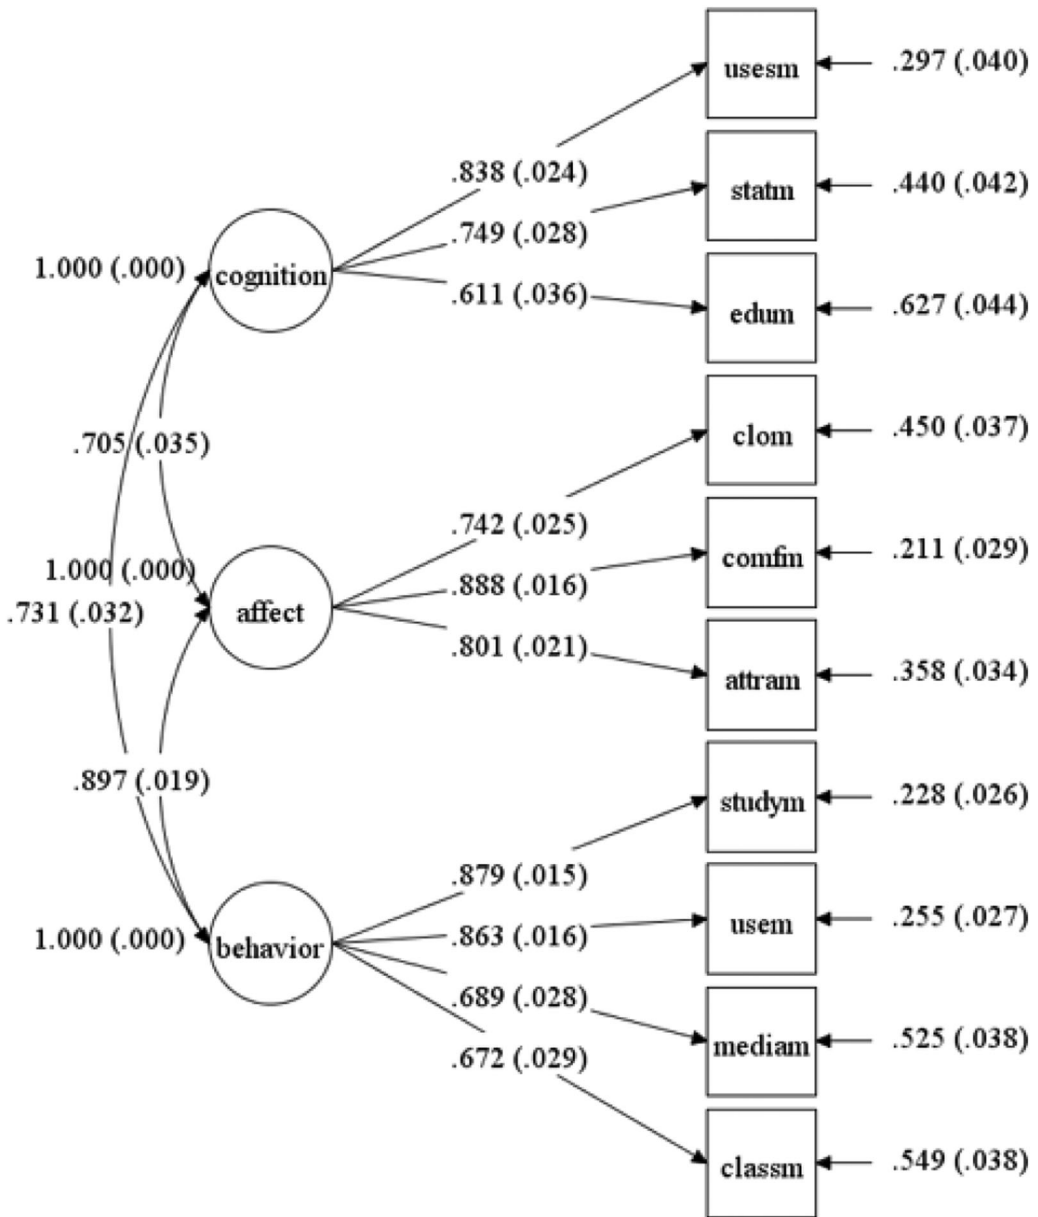 usesm
.297 (.040)
.838 (.024)
statm
.440 (.042)
.749 (.028)
1.000 (.000)
cognition
.611 (.036)
edum
.627 (.044)
.705 (.035)
clom
.450 (.037)
.742 (.025)
comfm
.211 (.029)
1.000 (.000)
.888 (.016)
.731 (.032)
affect
.801 (.021)
attram
.358 (.034)
.897 (.019)
studym
.228 (.026)
.879 (.015)
usem
.255 (.027)
1.000 (.000)
behavior
.863 (.016)
.689 (.028)
mediam
.525 (.038)
.672 (.029)
classm
.549 (.038)